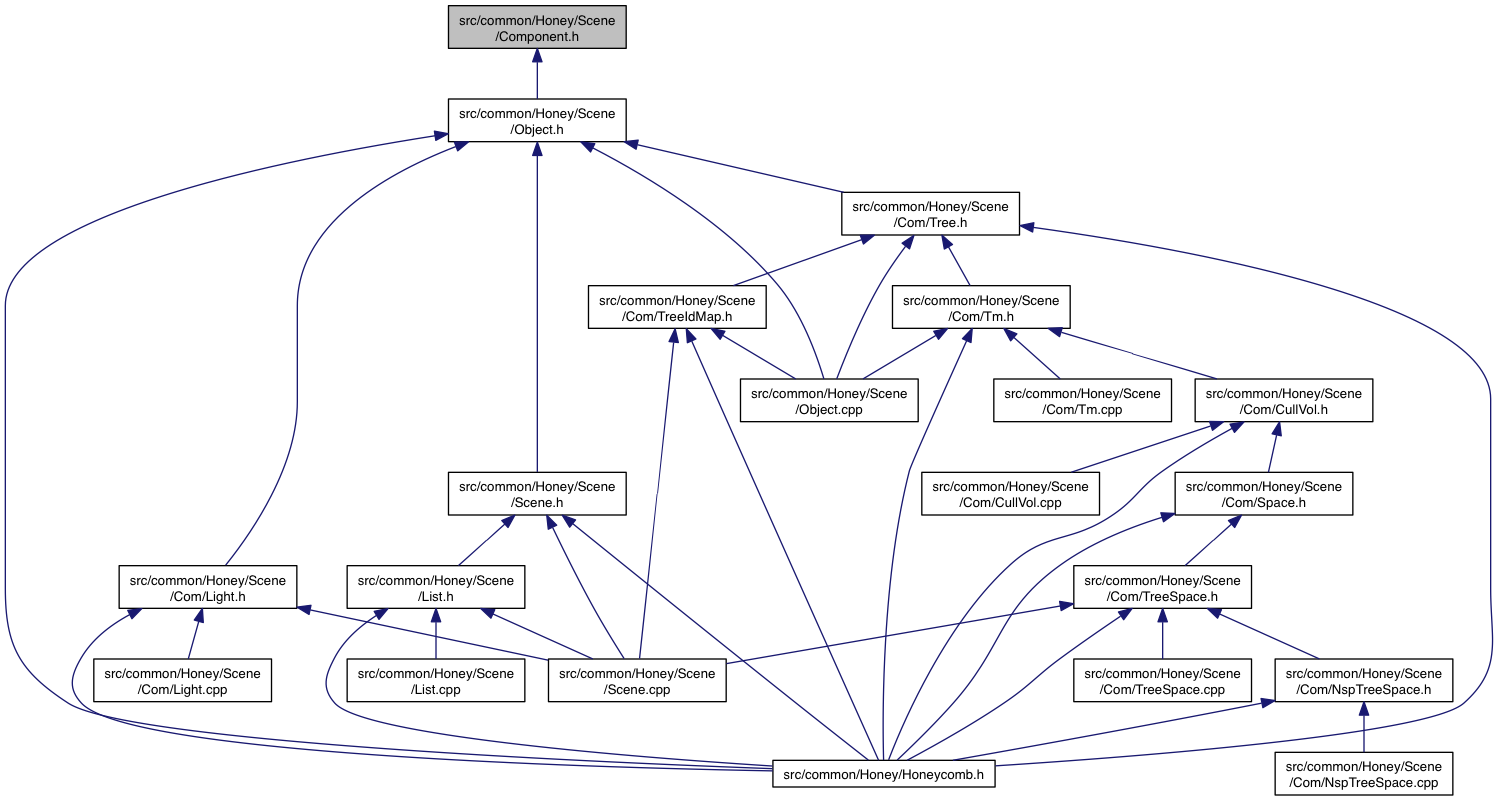 src/common/Honey/Scene
/Component.h
src/common/Honey/Scene
/Object.h
src/common/Honey/Scene
/Com/Tree.h
src/common/Honey/Scene
/Com/TreeIdMap.h
src/common/Honey/Scene
/Com/Tm.h
src/common/Honey/Scene
/Object.cpp
src/common/Honey/Scene
/Com/Tm.cpp
src/common/Honey/Scene
/Com/CullVol.h
src/common/Honey/Scene
/Scene.h
src/common/Honey/Scene
/Com/CullVol.cpp
src/common/Honey/Scene
/Com/Space.h
src/common/Honey/Scene
/Com/Light.h
src/common/Honey/Scene
/List.h
src/common/Honey/Scene
/Com/TreeSpace.h
src/common/Honey/Scene
/Com/Light.cpp
src/common/Honey/Scene
/List.cpp
src/common/Honey/Scene
/Scene.cpp
src/common/Honey/Scene
/Com/TreeSpace.cpp
src/common/Honey/Scene
/Com/NspTreeSpace.h
src/common/Honey/Honeycomb.h
src/common/Honey/Scene
/Com/NspTreeSpace.cpp